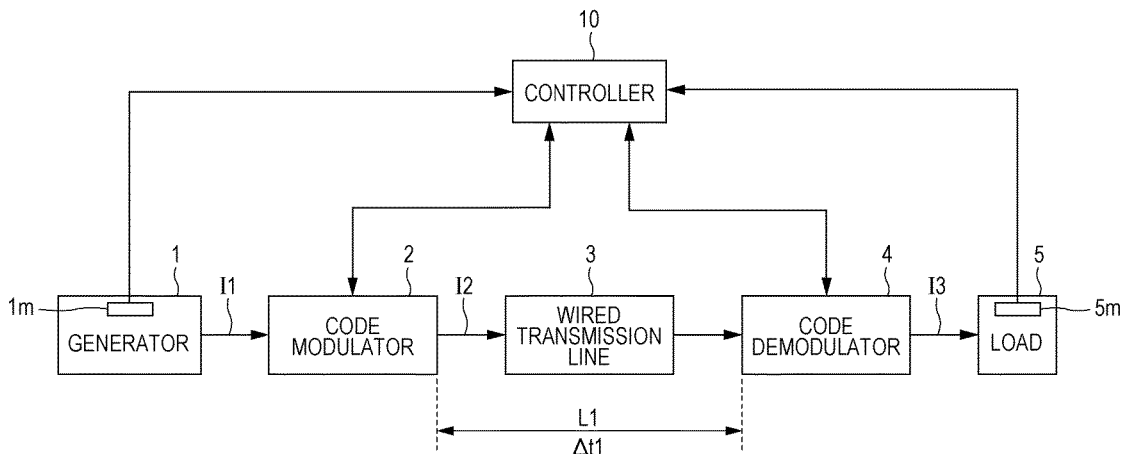 10
CONTROLLER
1
2
3
4
5
1m
I1
I2
I3
5m
GENERATOR
CODE
MODULATOR
WIRED
TRANSMISSION
LINE
CODE
DEMODULATOR
LOAD
L1
Δt1